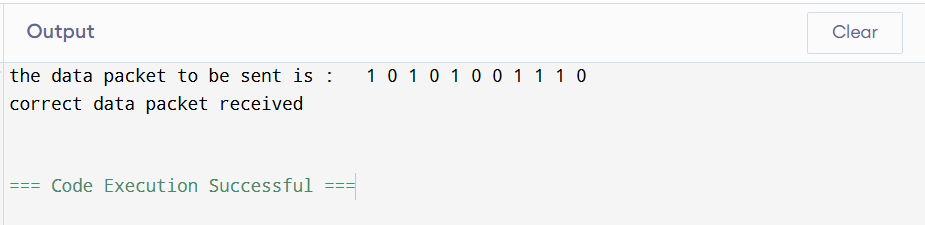 Output
Clear
the data packet to be sent is :   1 0 1 0 1 0 0 1 1 1 0
correct data packet received
=== Code Execution Successful ===